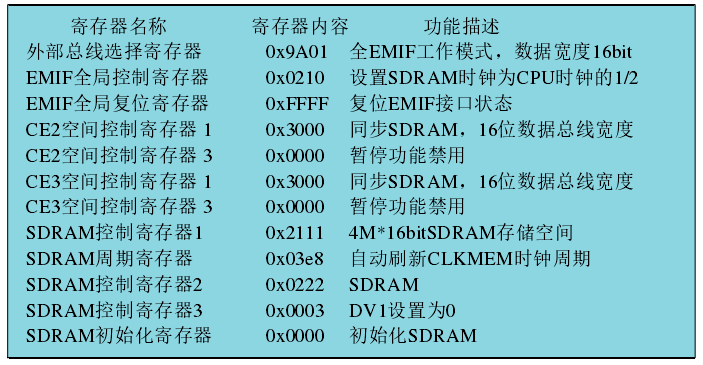 寄存器名称 寄存器内容 功能描述
外部总线选择寄存器 0x9A01 全EMIF工作模式，数据宽度16bit
EMIF全局控制寄存器 0x0210 设置SDRAM时钟为CPU时钟的1/2
EMIF全局复位寄存器 0xFFFF 复位EMIF接口状态
CE2空间控制寄存器 1 0x3000 同步SDRAM，16位数据总线宽度
CE2空间控制寄存器 3 0x0000 暂停功能禁用
CE3空间控制寄存器 1 0x3000 同步SDRAM，16位数据总线宽度
CE3空间控制寄存器 3 0x0000 暂停功能禁用
SDRAM控制寄存器1 0x2111 4M*16bitSDRAM存储空间
SDRAM周期寄存器 0x03e8 自动刷新CLKMEM时钟周期
SDRAM控制寄存器2 0x0222 SDRAM
SDRAM控制寄存器3 0x0003 DV1设置为0
SDRAM初始化寄存器 0x0000 初始化SDRAM